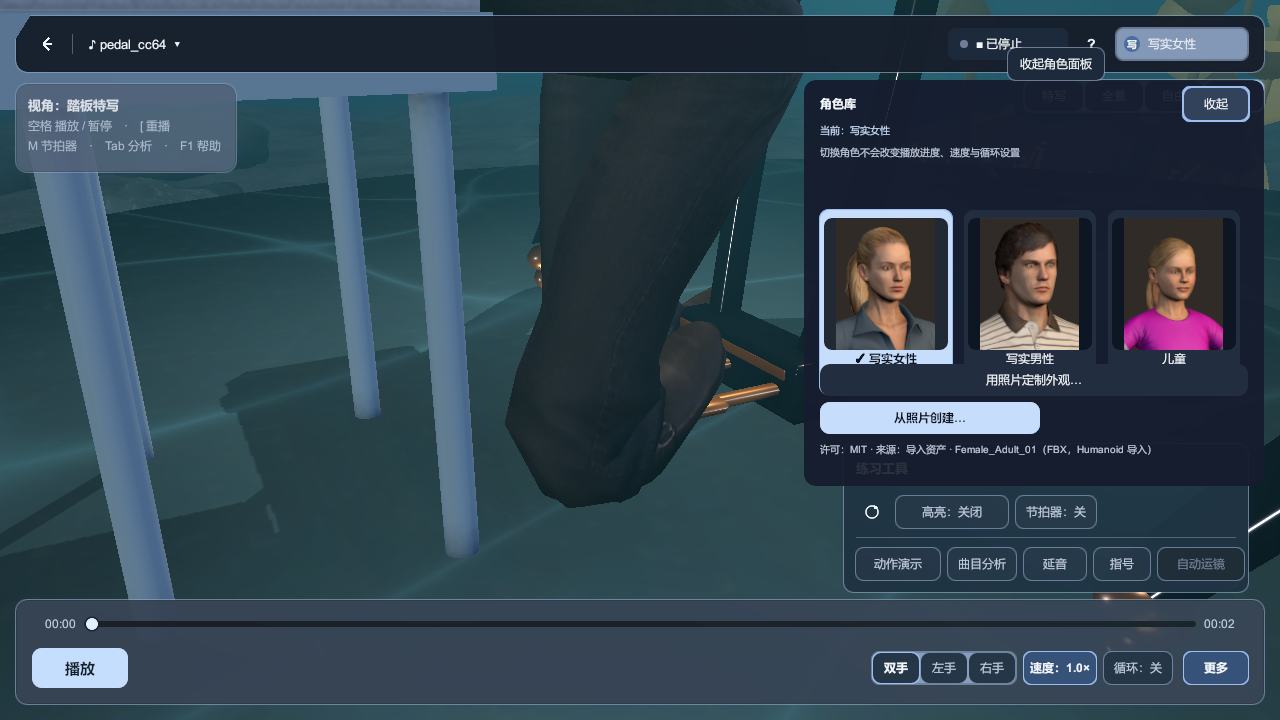 ♪ pedal_cc64 ▼
■ 已停止
?
写 写实女性
收起角色面板
视角：踏板特写
空格 播放 / 暂停 · [ 重播
M 节拍器 · Tab 分析 · F1 帮助
特写 全景
角色库
收起
当前：写实女性
切换角色不会改变播放进度、速度与循环设置
✓ 写实女性
写实男性
儿童
用照片定制外观…
从照片创建…
许可：MIT · 来源：导入资产 · Female_Adult_01（FBX，Humanoid 导入）
练习工具
高亮：关闭
节拍器：关
动作演示
曲目分析
延音
指号
自动运镜
00:00
00:02
播放
双手
左手
右手
速度：1.0×
循环：关
更多